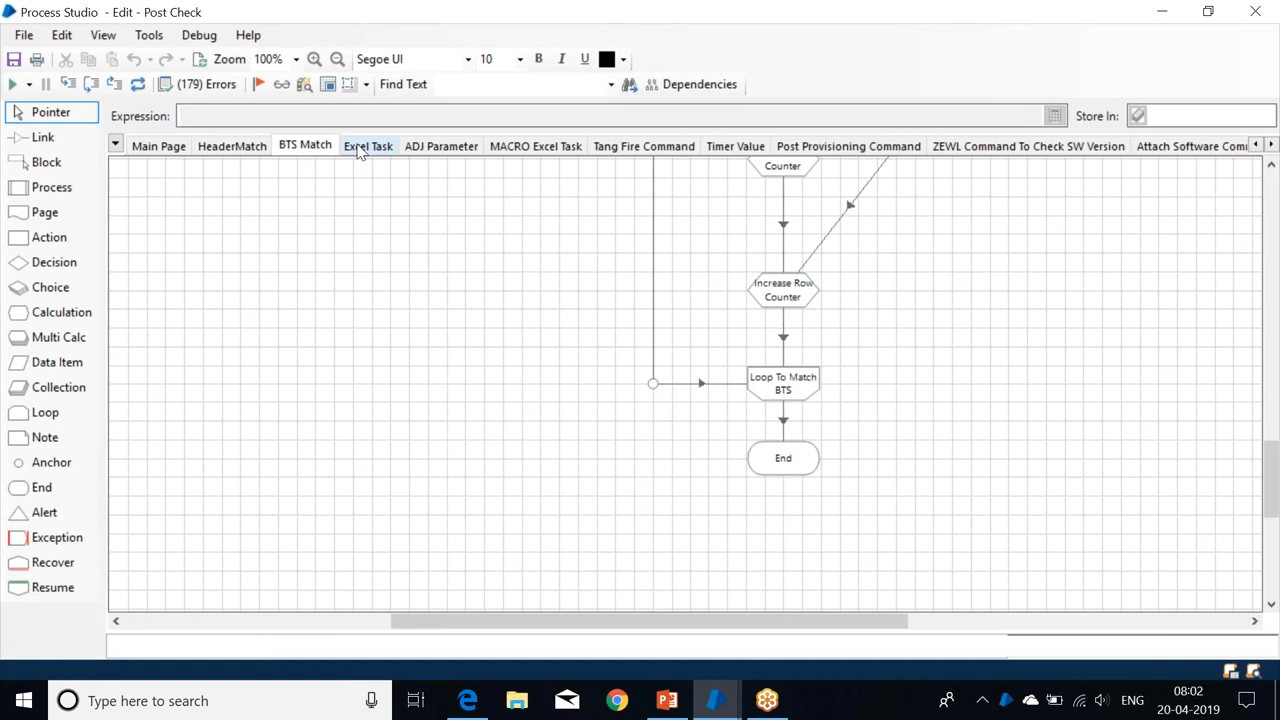 Process Studio - Edit - Post Check
File Edit View Tools Debug Help
Zoom 100% Segoe UI 10 B I U
(179) Errors Find Text Dependencies
Pointer Expression: Store In:
Main Page HeaderMatch BTS Match Excel Task ADJ Parameter MACRO Excel Task Tang Fire Command Timer Value Post Provisioning Command ZEWL Command To Check SW Version Attach Software Com
Link
Block
Process
Page
Action
Decision
Choice
Calculation
Multi Calc
Data Item
Collection
Loop
Note
Anchor
End
Alert
Exception
Recover
Resume
Counter
Increase Row
Counter
Loop To Match
BTS
End
Type here to search
ENG
08:02
20-04-2019